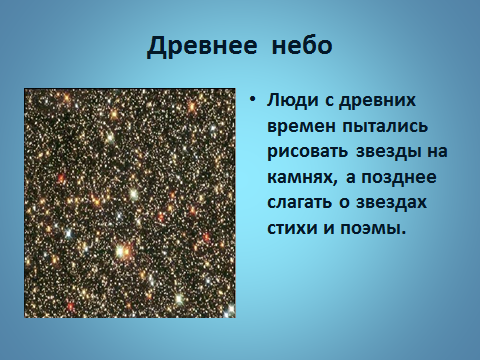 Древнее небо
• Люди с древних
времен пытались
рисовать звезды на
камнях, а позднее
слагать о звездах
стихи и поэмы.